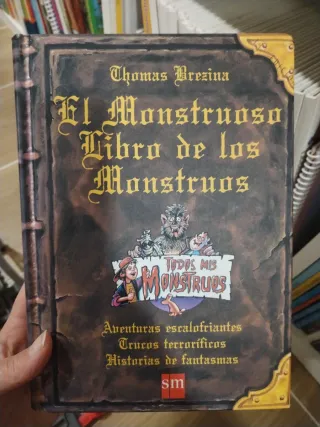 Thomas Brezina
El Monstruoso
Libro de los
Monstruos
TODOS MIS
MONSTRUOS
Aventuras escalofriantes
Trucos terroríficos
Historias de fantasmas
sm